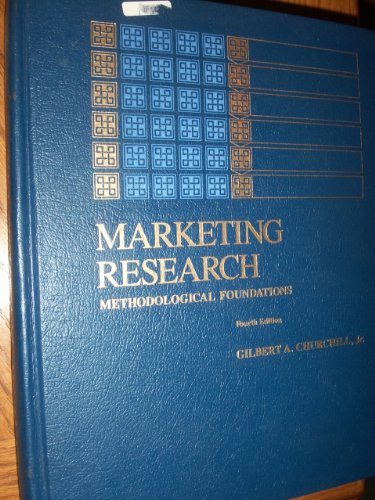 MARKETING
RESEARCH
METHODOLOGICAL FOUNDATIONS
Fourth Edition
GILBERT A. CHURCHILL, Jr.